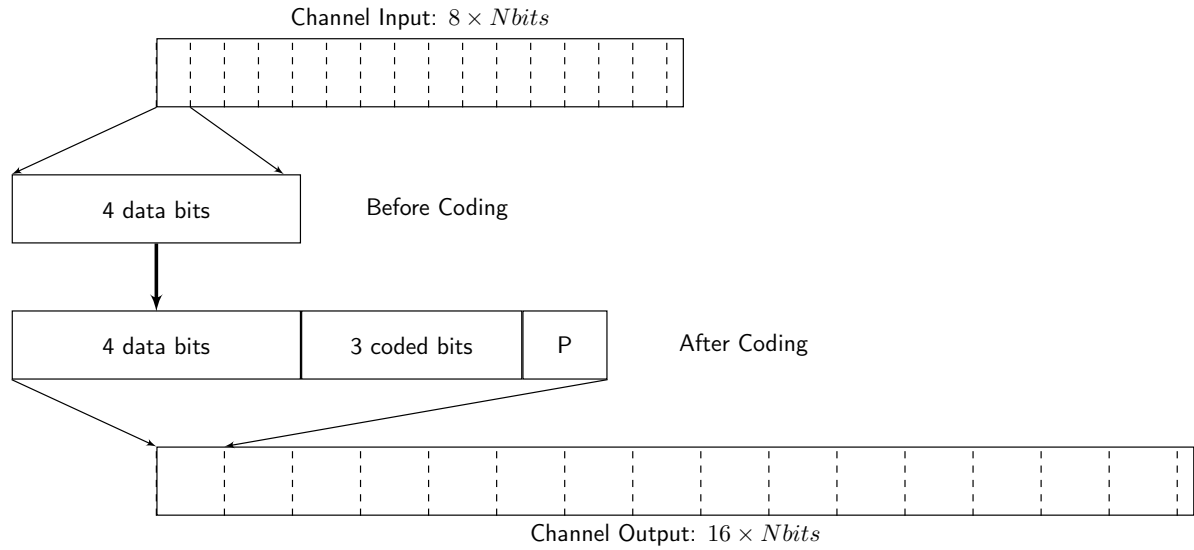 Channel Input: 8 × Nbits
4 data bits
Before Coding
4 data bits
3 coded bits
P
After Coding
Channel Output: 16 × Nbits